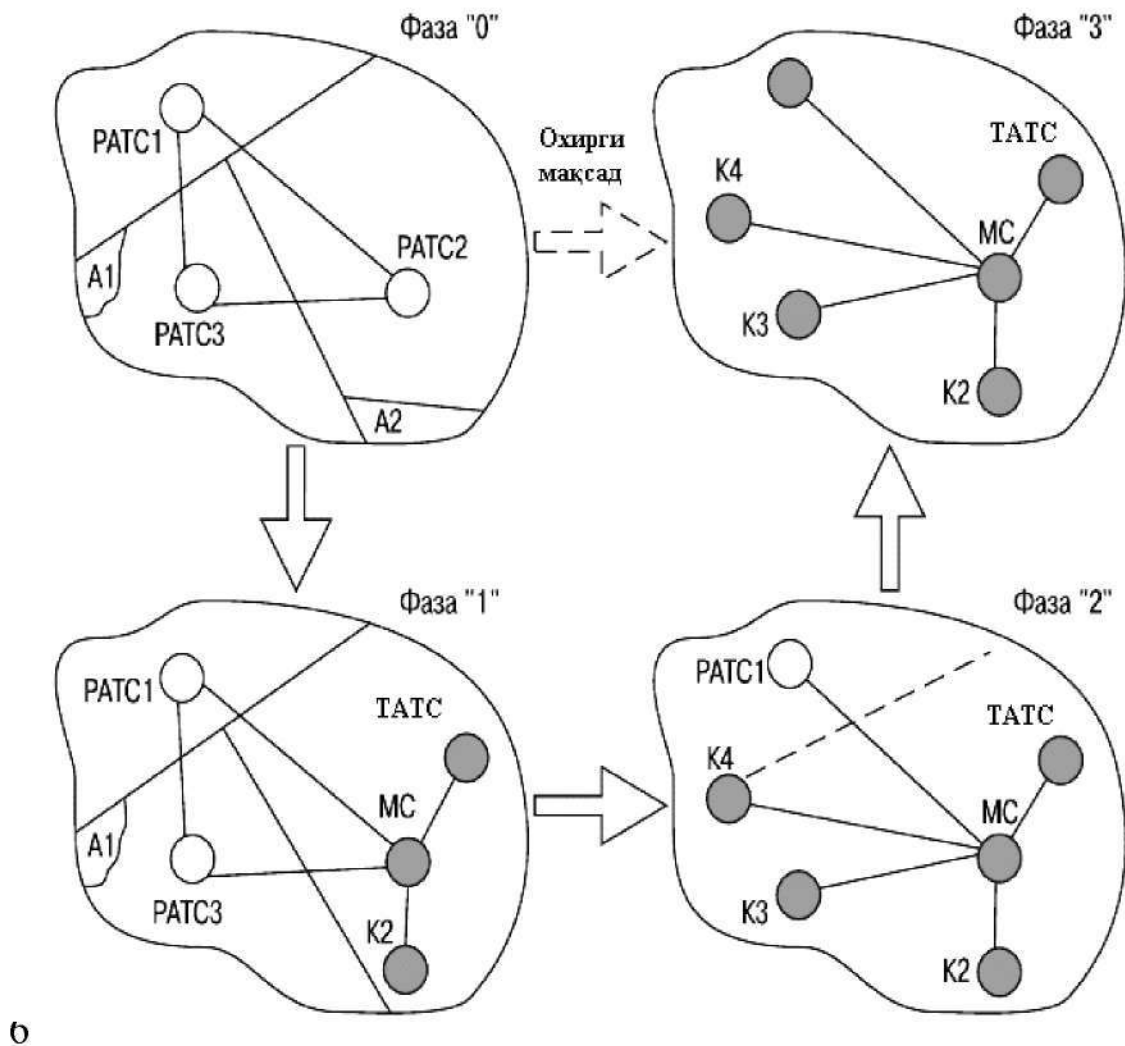 Фаза "0"
РАТС1
РАТС2
А1
РАТС3
А2
Охирги
мақсад
Фаза "3"
ТАТС
К4
МС
К3
К2
Фаза "1"
РАТС1
ТАТС
МС
А1
РАТС3
К2
Фаза "2"
РАТС1
ТАТС
К4
МС
К3
К2
б